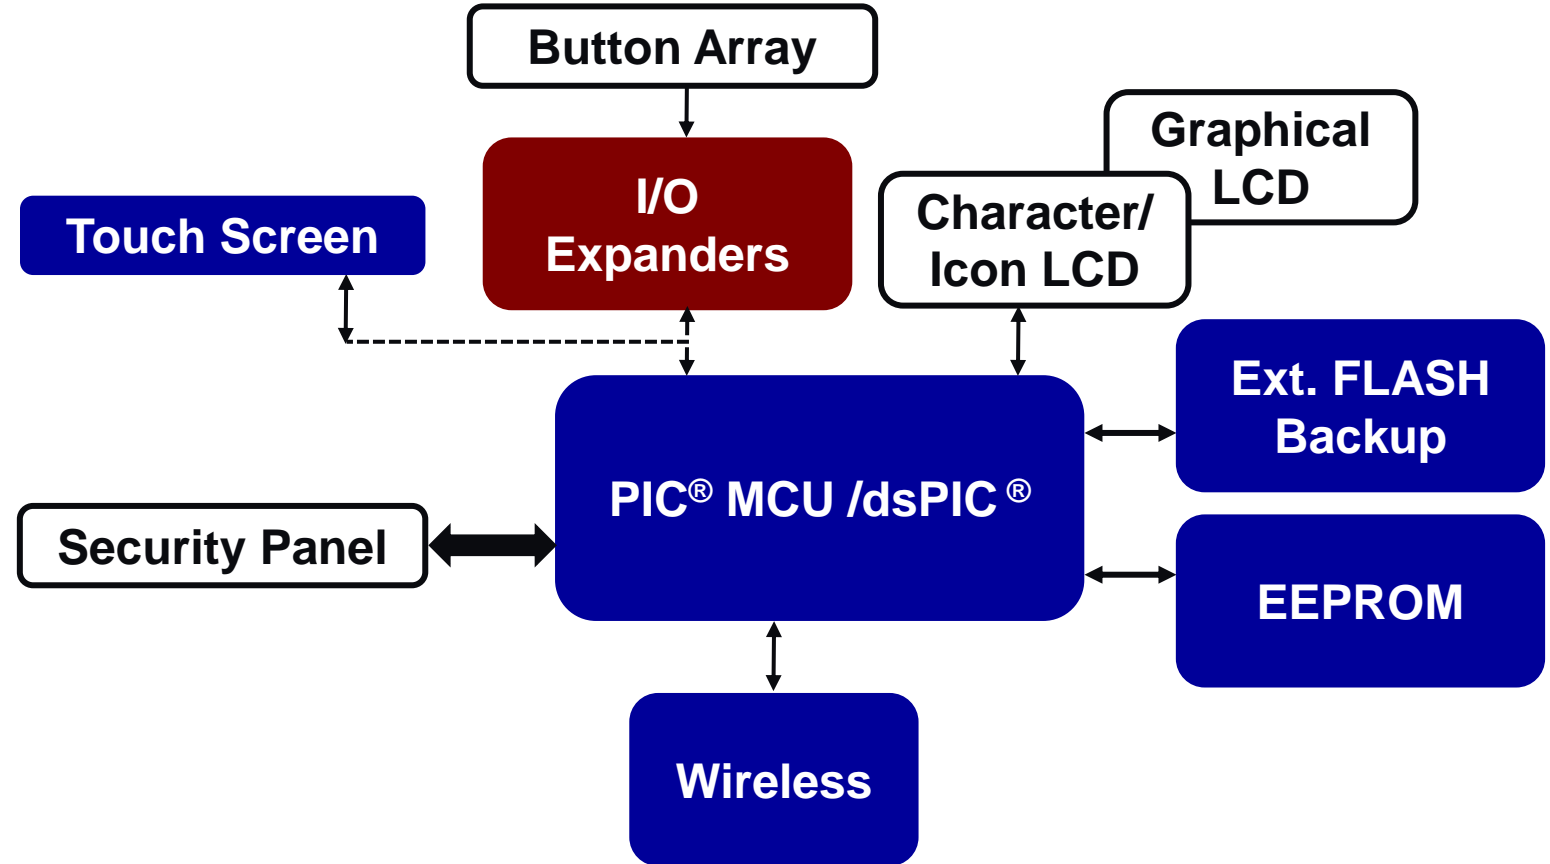 Button Array
I/O
Expanders
Graphical
LCD
Character/
Icon LCD
Touch Screen
Ext. FLASH
Backup
PIC® MCU /dsPIC ®
Security Panel
EEPROM
Wireless